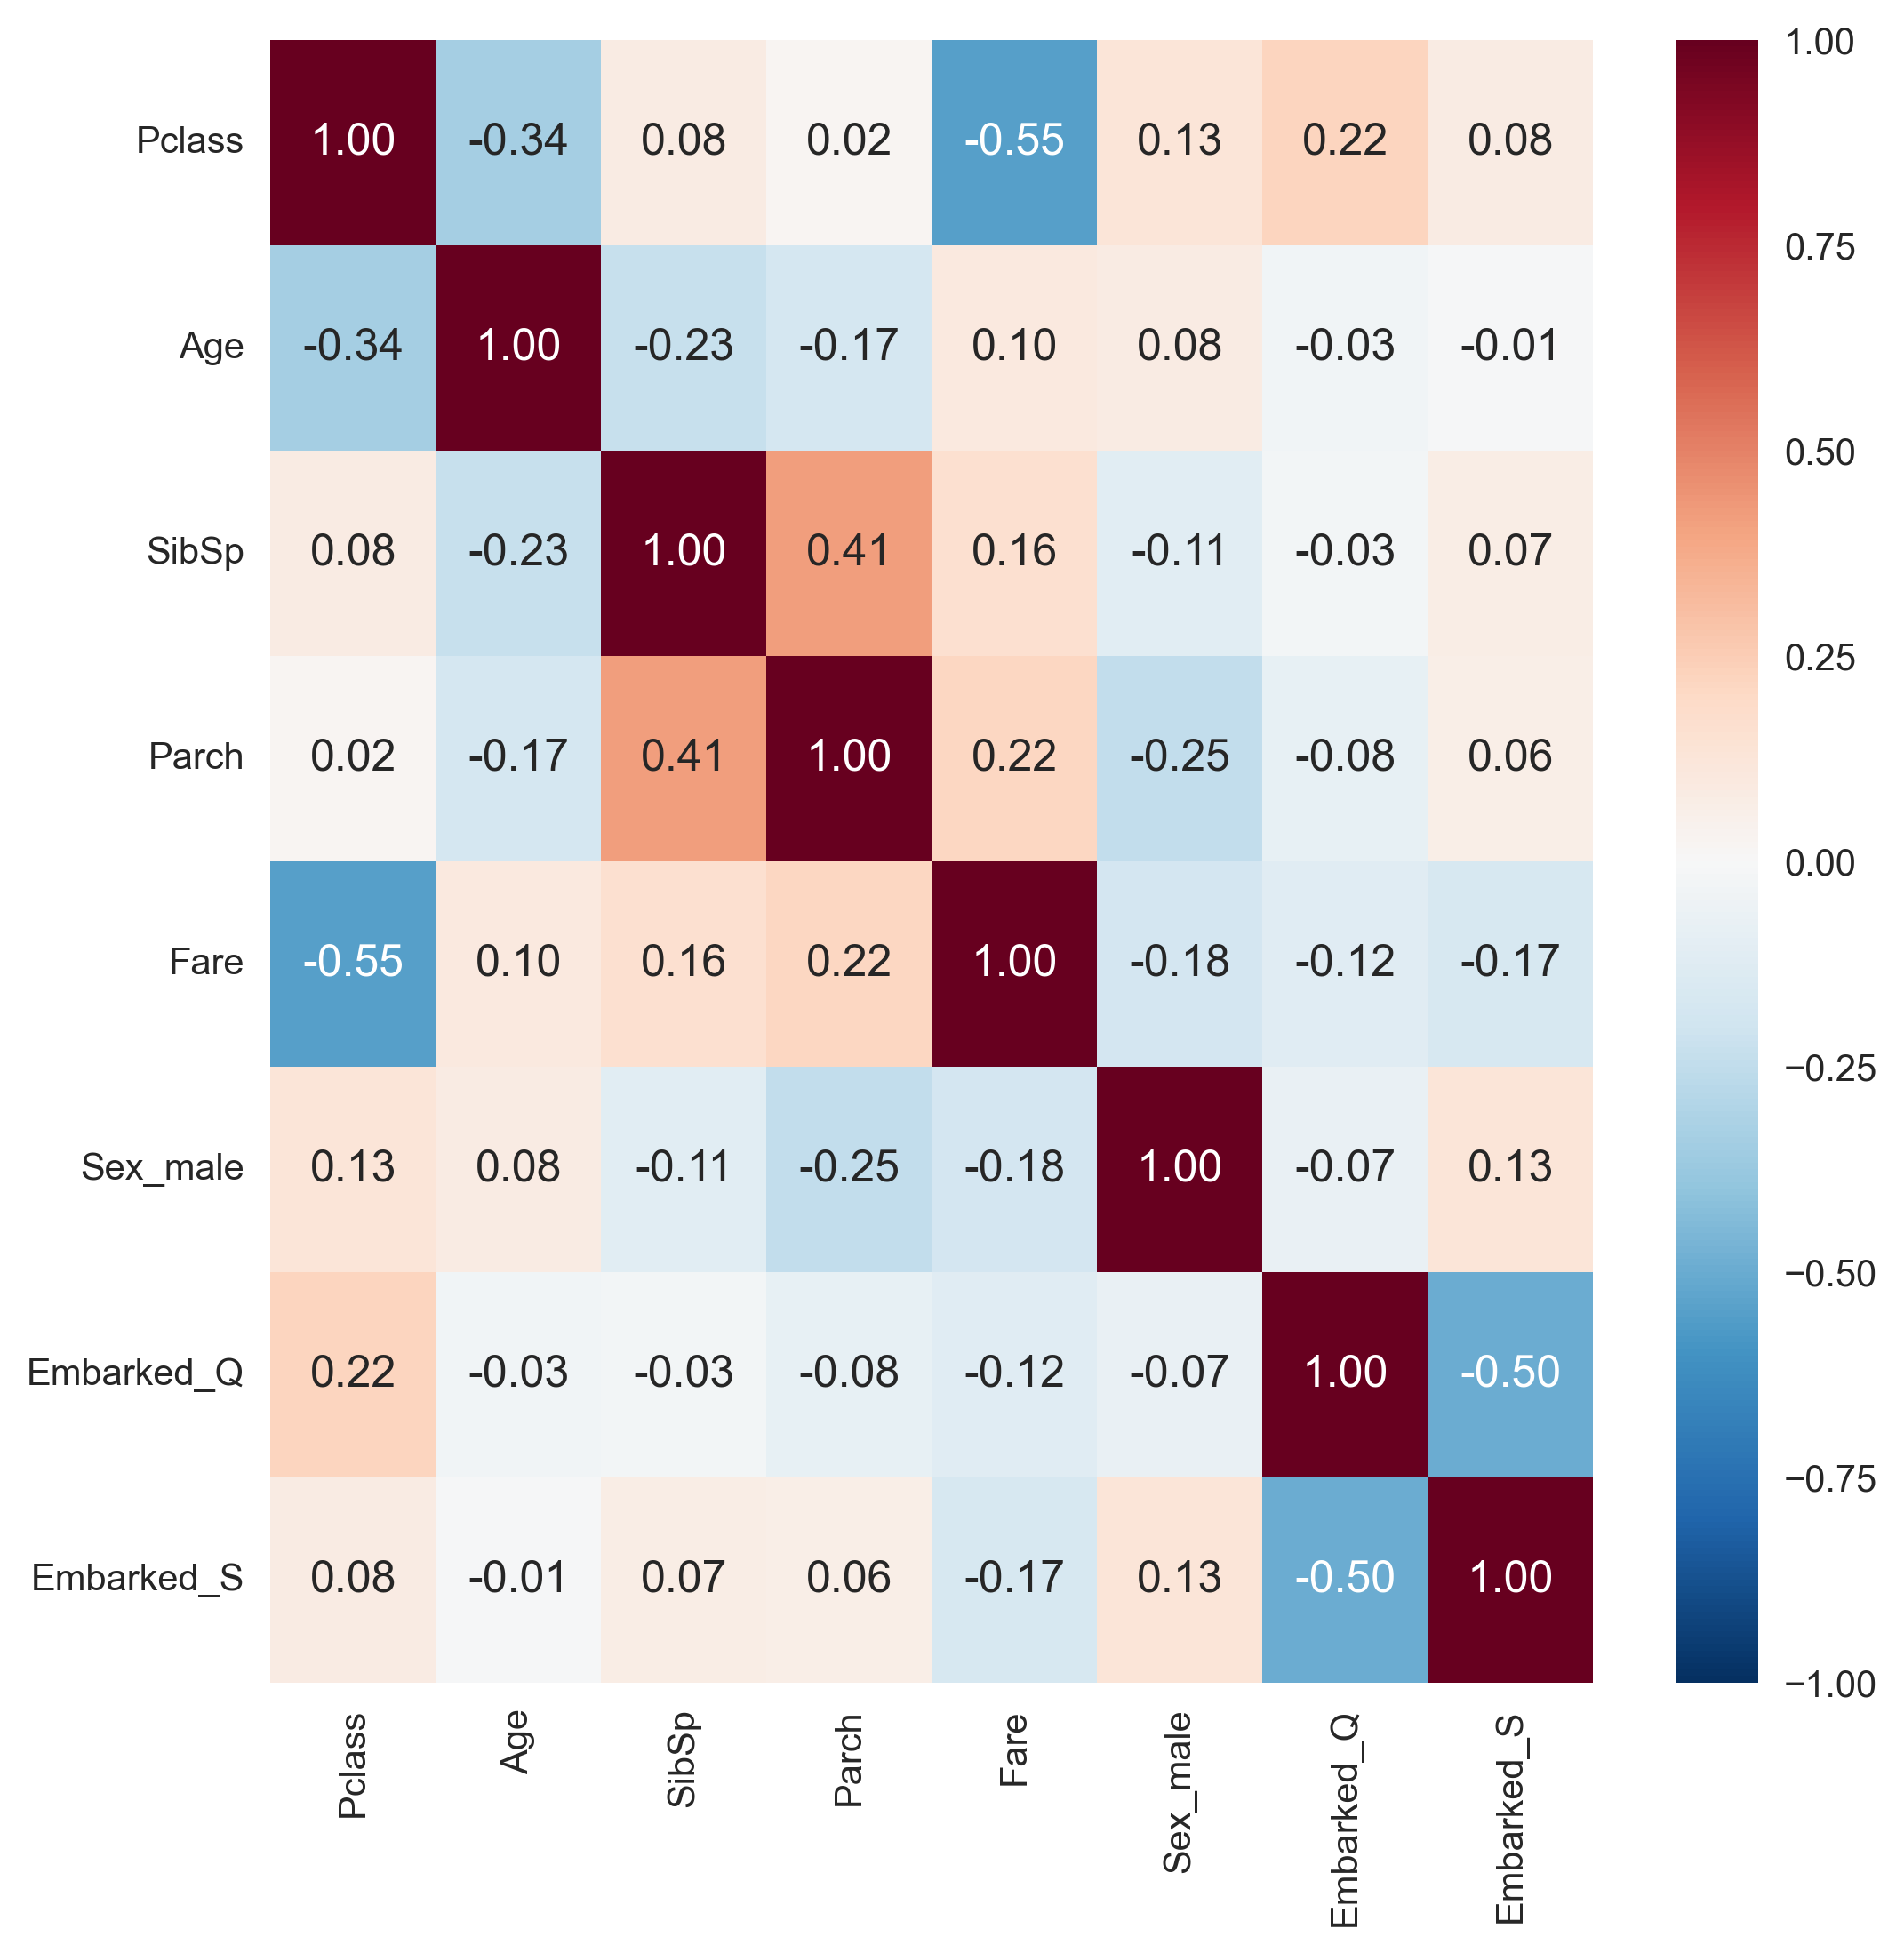 Pclass 1.00 -0.34 0.08 0.02 -0.55 0.13 0.22 0.08
Age -0.34 1.00 -0.23 -0.17 0.10 0.08 -0.03 -0.01
SibSp 0.08 -0.23 1.00 0.41 0.16 -0.11 -0.03 0.07
Parch 0.02 -0.17 0.41 1.00 0.22 -0.25 -0.08 0.06
Fare -0.55 0.10 0.16 0.22 1.00 -0.18 -0.12 -0.17
Sex_male 0.13 0.08 -0.11 -0.25 -0.18 1.00 -0.07 0.13
Embarked_Q 0.22 -0.03 -0.03 -0.08 -0.12 -0.07 1.00 -0.50
Embarked_S 0.08 -0.01 0.07 0.06 -0.17 0.13 -0.50 1.00
Pclass Age SibSp Parch Fare Sex_male Embarked_Q Embarked_S
1.00
0.75
0.50
0.25
0.00
−0.25
−0.50
−0.75
−1.00